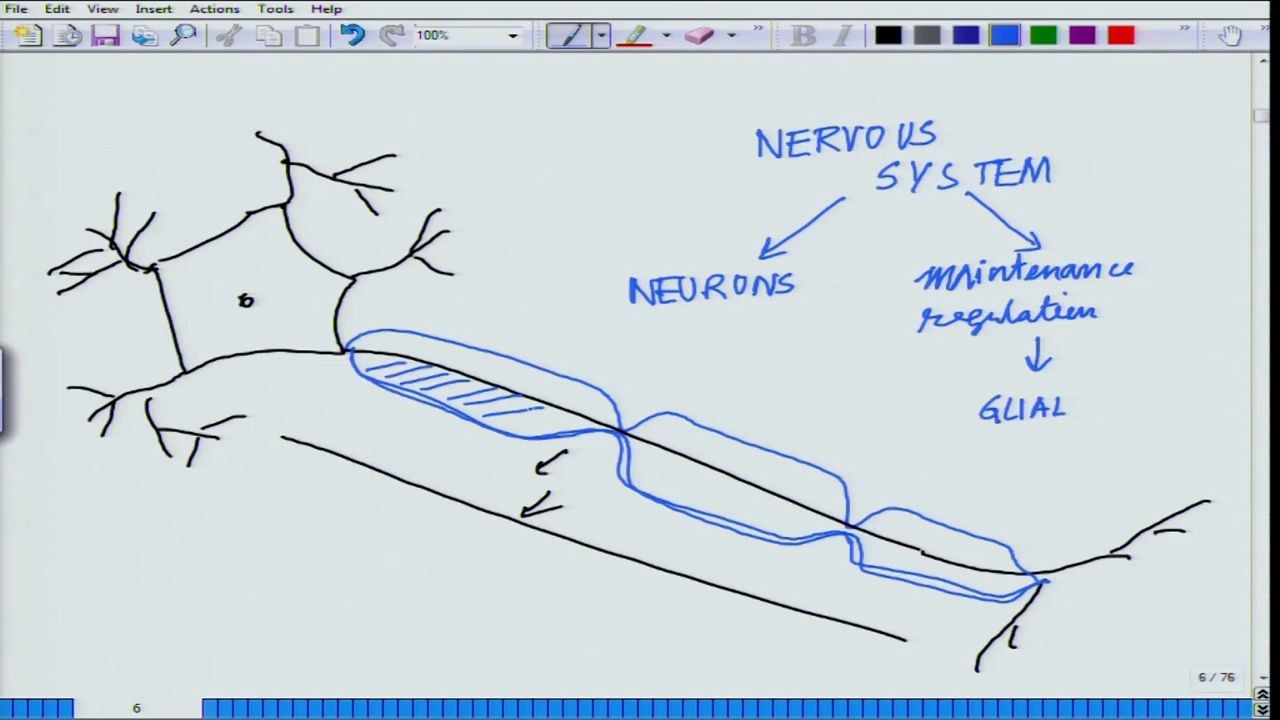 File Edit View Insert Actions Tools Help
100%
B I
NERVOUS
SYSTEM
NEURONS
maintenance
regulation
GLIAL
6 / 76
6